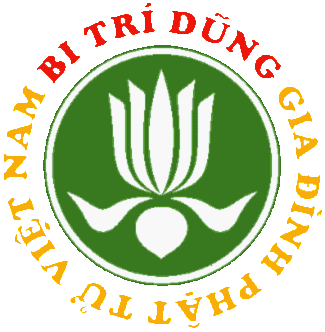 BI TRÍ DŨNG
GIA ĐÌNH PHẬT TỬ VIỆT NAM